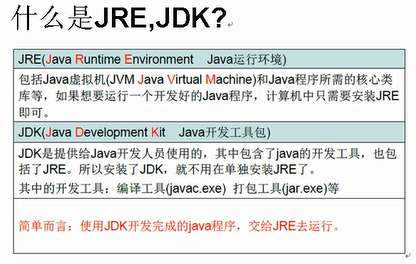 什么是JRE,JDK?
JRE(Java Runtime Environment Java运行环境)
包括Java虚拟机(JVM Java Virtual Machine)和Java程序所需的核心类
库等，如果想要运行一个开发好的Java程序，计算机中只需要安装JRE
即可。
JDK(Java Development Kit Java开发工具包)
JDK是提供给Java开发人员使用的，其中包含了java的开发工具，也包
括了JRE。所以安装了JDK，就不用在单独安装JRE了。
其中的开发工具：编译工具(javac.exe) 打包工具(jar.exe)等
简单而言：使用JDK开发完成的java程序，交给JRE去运行。